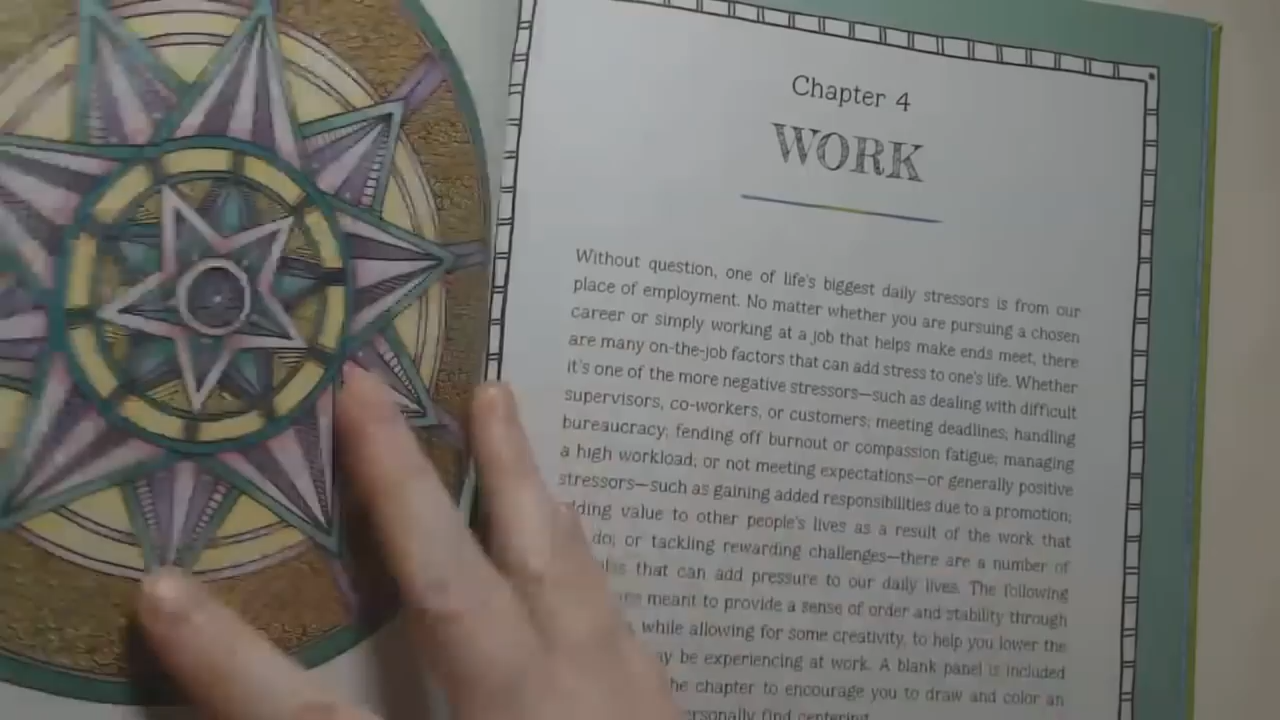 Chapter 4
WORK
Without question, one of life's biggest daily stressors is from our
place of employment. No matter whether you are pursuing a chosen
career or simply working at a job that helps make ends meet, there
are many on-the-job factors that can add stress to one's life. Whether
it's one of the more negative stressors—such as dealing with difficult
supervisors, co-workers, or customers; meeting deadlines; handling
bureaucracy; fending off burnout or compassion fatigue; managing
a high workload; or not meeting expectations—or generally positive
stressors—such as gaining added responsibilities due to a promotion;
value to other people's lives as a result of the work that
do; or tackling rewarding challenges—there are a number of
that can add pressure to our daily lives. The following
meant to provide a sense of order and stability through
while allowing for some creativity, to help you lower the
be experiencing at work. A blank panel is included
the chapter to encourage you to draw and color an
personally find centering.